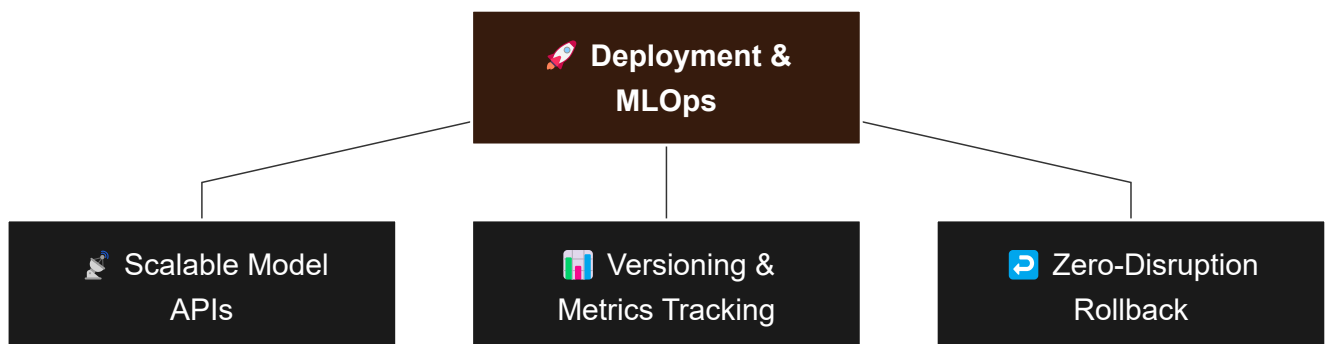 🚀 Deployment &
MLOps
📡 Scalable Model
APIs
📊 Versioning &
Metrics Tracking
↩️ Zero-Disruption
Rollback